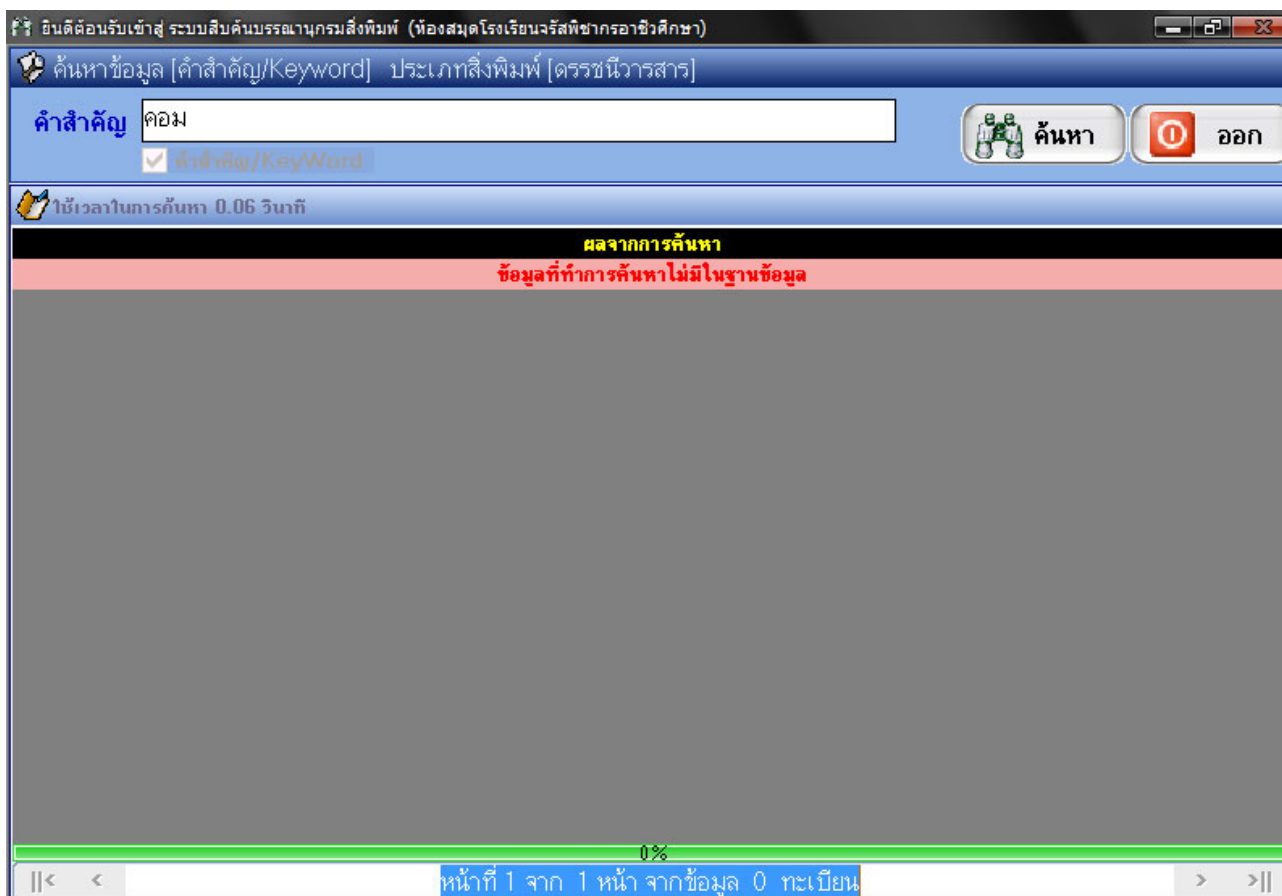 ยินดีต้อนรับเข้าสู่ ระบบสืบค้นบรรณานุกรมสิ่งพิมพ์ (ห้องสมุดโรงเรียนจรัสพิชากรอาชีวศึกษา)
ค้นหาข้อมูล [คำสำคัญ/Keyword] ประเภทสิ่งพิมพ์ [ดรรชนีวารสาร]
คำสำคัญ คอม ค้นหา ออก
คำสำคัญ/KeyWord
ใช้เวลาในการค้นหา 0.06 วินาที
ผลจากการค้นหา
ข้อมูลที่ทำการค้นหาไม่มีในฐานข้อมูล
0%
||< < หน้าที่ 1 จาก 1 หน้า จากข้อมูล 0 ทะเบียน > >||